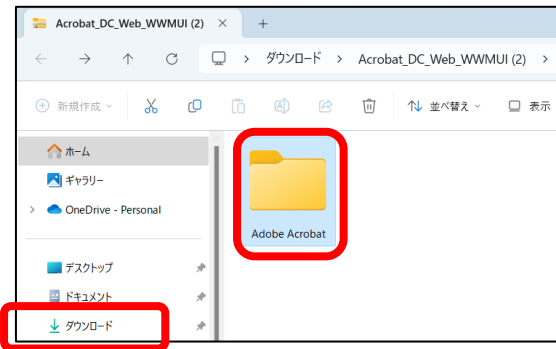 Acrobat_DC_Web_WWMUI (2)
ダウンロード > Acrobat_DC_Web_WWMUI (2) >
新規作成 並べ替え 表示
ホーム
ギャラリー
OneDrive - Personal
Adobe Acrobat
デスクトップ
ドキュメント
ダウンロード